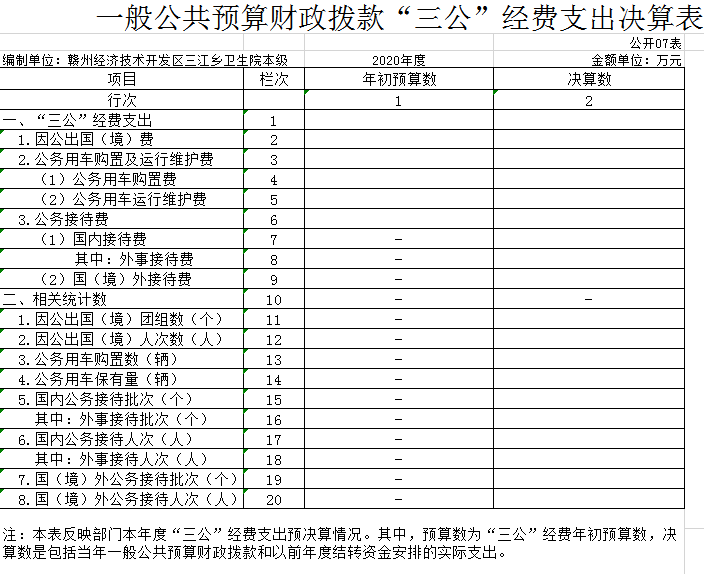 一般公共预算财政拨款“三公”经费支出决算表
公开07表
编制单位：赣州经济技术开发区三江乡卫生院本级 2020年度 金额单位：万元
项目 栏次 年初预算数 决算数
行次 1 2
一、“三公”经费支出 1
1.因公出国（境）费 2
2.公务用车购置及运行维护费 3
（1）公务用车购置费 4
（2）公务用车运行维护费 5
3.公务接待费 6
（1）国内接待费 7 -
其中：外事接待费 8 -
（2）国（境）外接待费 9 -
二、相关统计数 10 - -
1.因公出国（境）团组数（个） 11 -
2.因公出国（境）人次数（人） 12 -
3.公务用车购置数（辆） 13 -
4.公务用车保有量（辆） 14 -
5.国内公务接待批次（个） 15 -
其中：外事接待批次（个） 16 -
6.国内公务接待人次（人） 17 -
其中：外事接待人次（人） 18 -
7.国（境）外公务接待批次（个） 19 -
8.国（境）外公务接待人次（人） 20 -
注：本表反映部门本年度“三公”经费支出预决算情况。其中，预算数为“三公”经费年初预算数，决
算数是包括当年一般公共预算财政拨款和以前年度结转资金安排的实际支出。